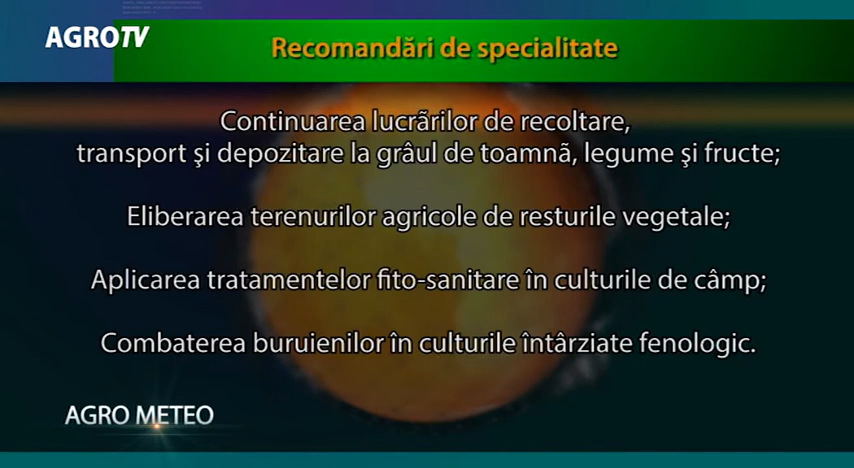 AGROTV
Recomandări de specialitate
Continuarea lucrãrilor de recoltare,
transport şi depozitare la grâul de toamnã, legume şi fructe;
Eliberarea terenurilor agricole de resturile vegetale;
Aplicarea tratamentelor fito-sanitare în culturile de câmp;
Combaterea buruienilor în culturile întârziate fenologic.
AGRO METEO